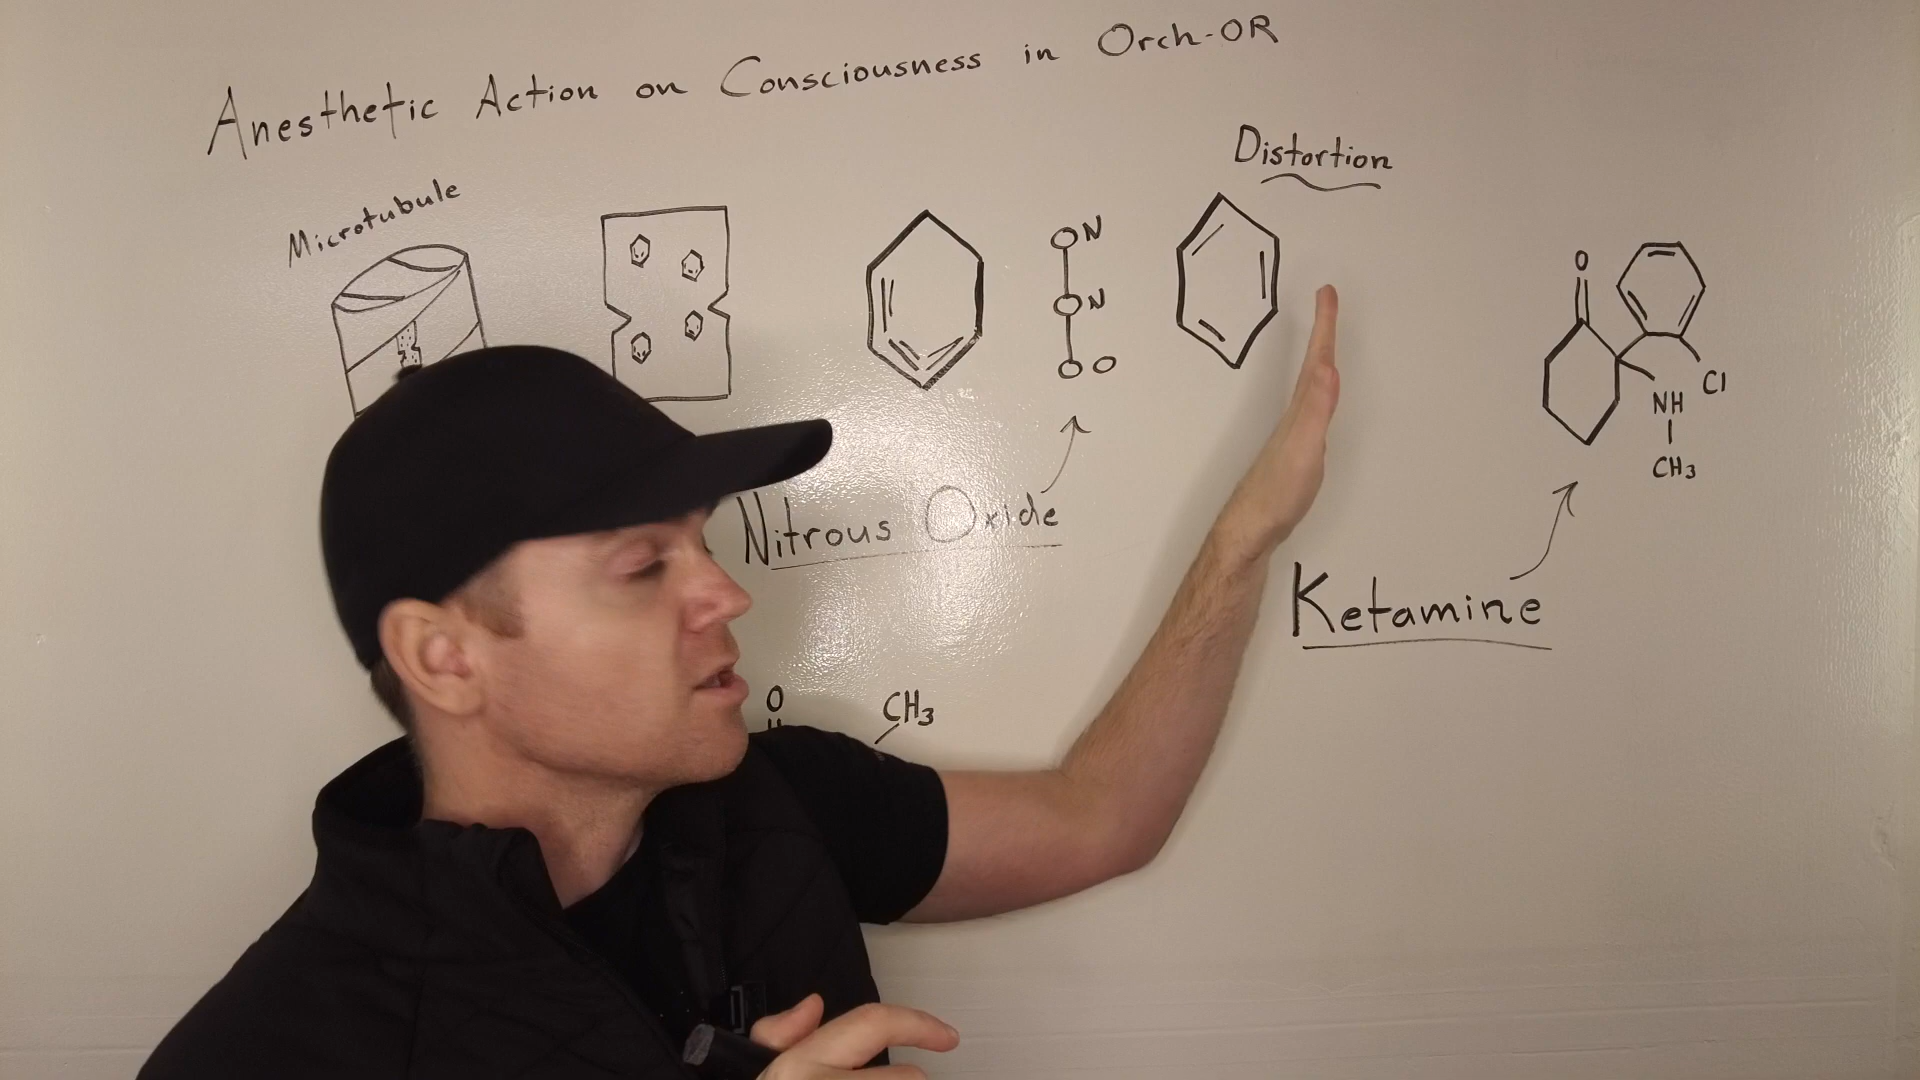 Anesthetic Action on Consciousness in Orch-OR
Distortion
Microtubule
N
N
O
O
Cl
NH
CH3
Nitrous Oxide
Ketamine
O
CH3